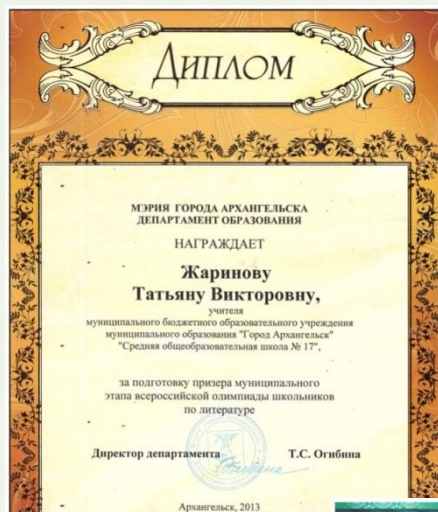 ДИПЛОМ
МЭРИЯ ГОРОДА АРХАНГЕЛЬСКА
ДЕПАРТАМЕНТ ОБРАЗОВАНИЯ
НАГРАЖДАЕТ
Жаринову
Татьяну Викторовну,
учителя
муниципального бюджетного образовательного учреждения
муниципального образования "Город Архангельск"
"Средняя общеобразовательная школа № 17",
за подготовку призера муниципального
этапа всероссийской олимпиады школьников
по литературе
Директор департамента Т.С. Огибина
Архангельск, 2013